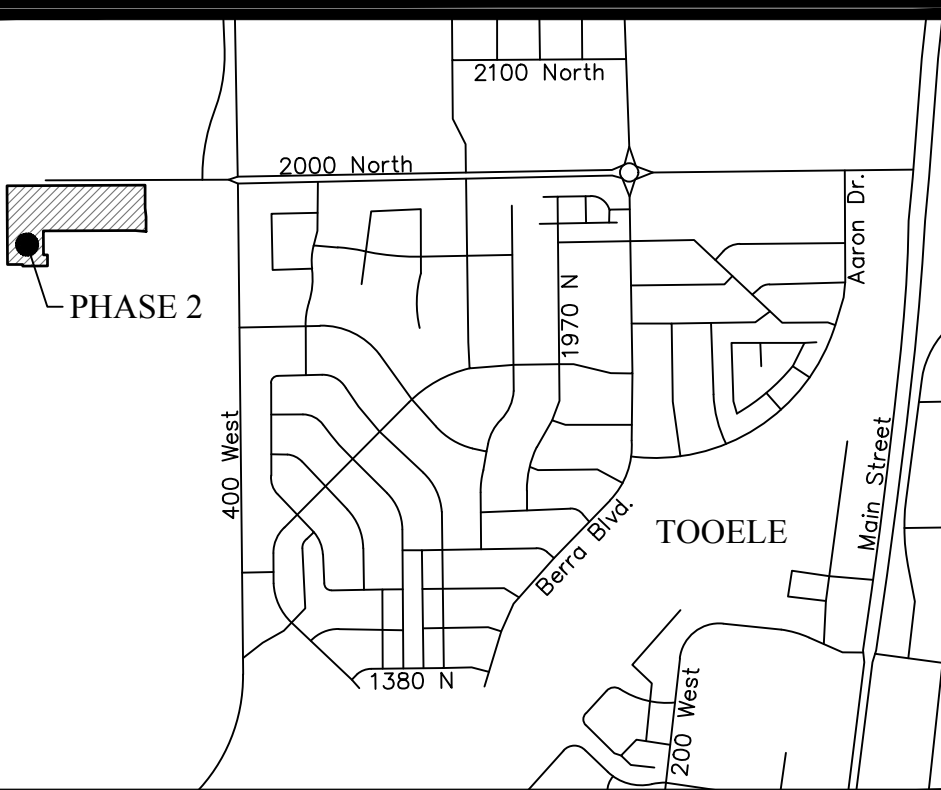 2100 North
2000 North
Aaron Dr.
PHASE 2
1970 N
400 West
Main Street
Berra Blvd.
TOOELE
1380 N
200 West